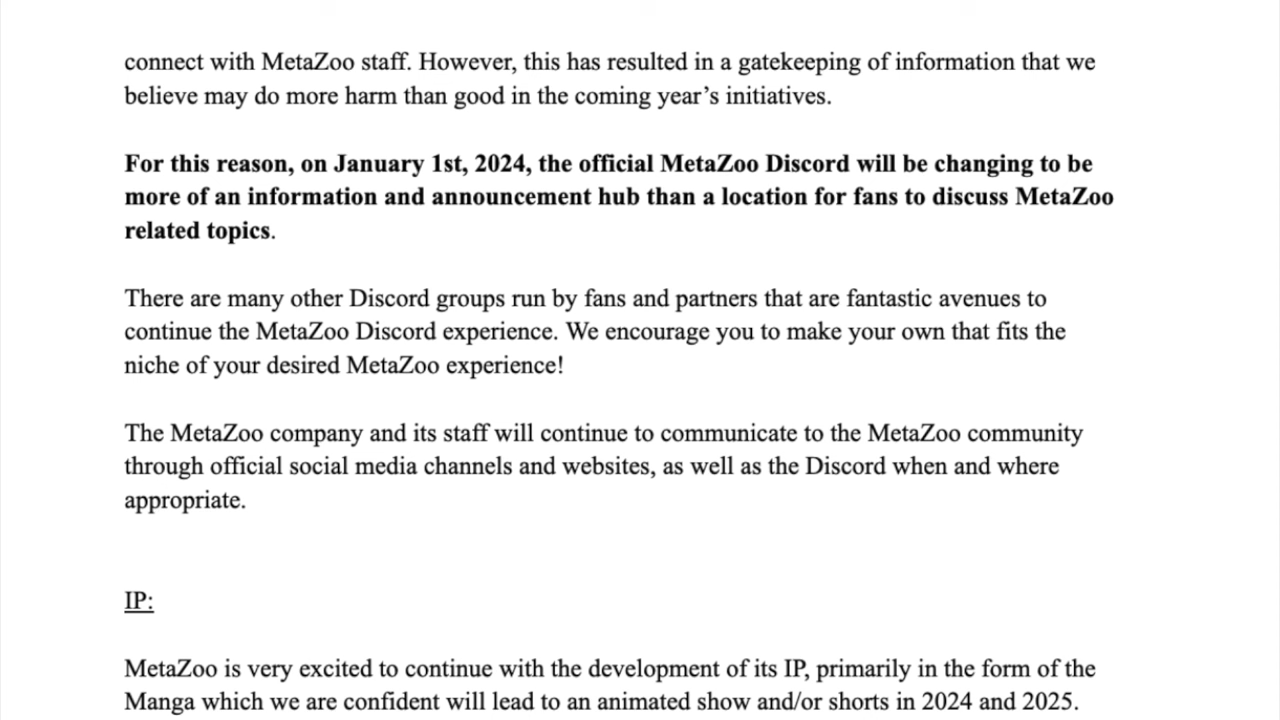 connect with MetaZoo staff. However, this has resulted in a gatekeeping of information that we
believe may do more harm than good in the coming year’s initiatives.
For this reason, on January 1st, 2024, the official MetaZoo Discord will be changing to be
more of an information and announcement hub than a location for fans to discuss MetaZoo
related topics.
There are many other Discord groups run by fans and partners that are fantastic avenues to
continue the MetaZoo Discord experience. We encourage you to make your own that fits the
niche of your desired MetaZoo experience!
The MetaZoo company and its staff will continue to communicate to the MetaZoo community
through official social media channels and websites, as well as the Discord when and where
appropriate.
IP:
MetaZoo is very excited to continue with the development of its IP, primarily in the form of the
Manga which we are confident will lead to an animated show and/or shorts in 2024 and 2025.